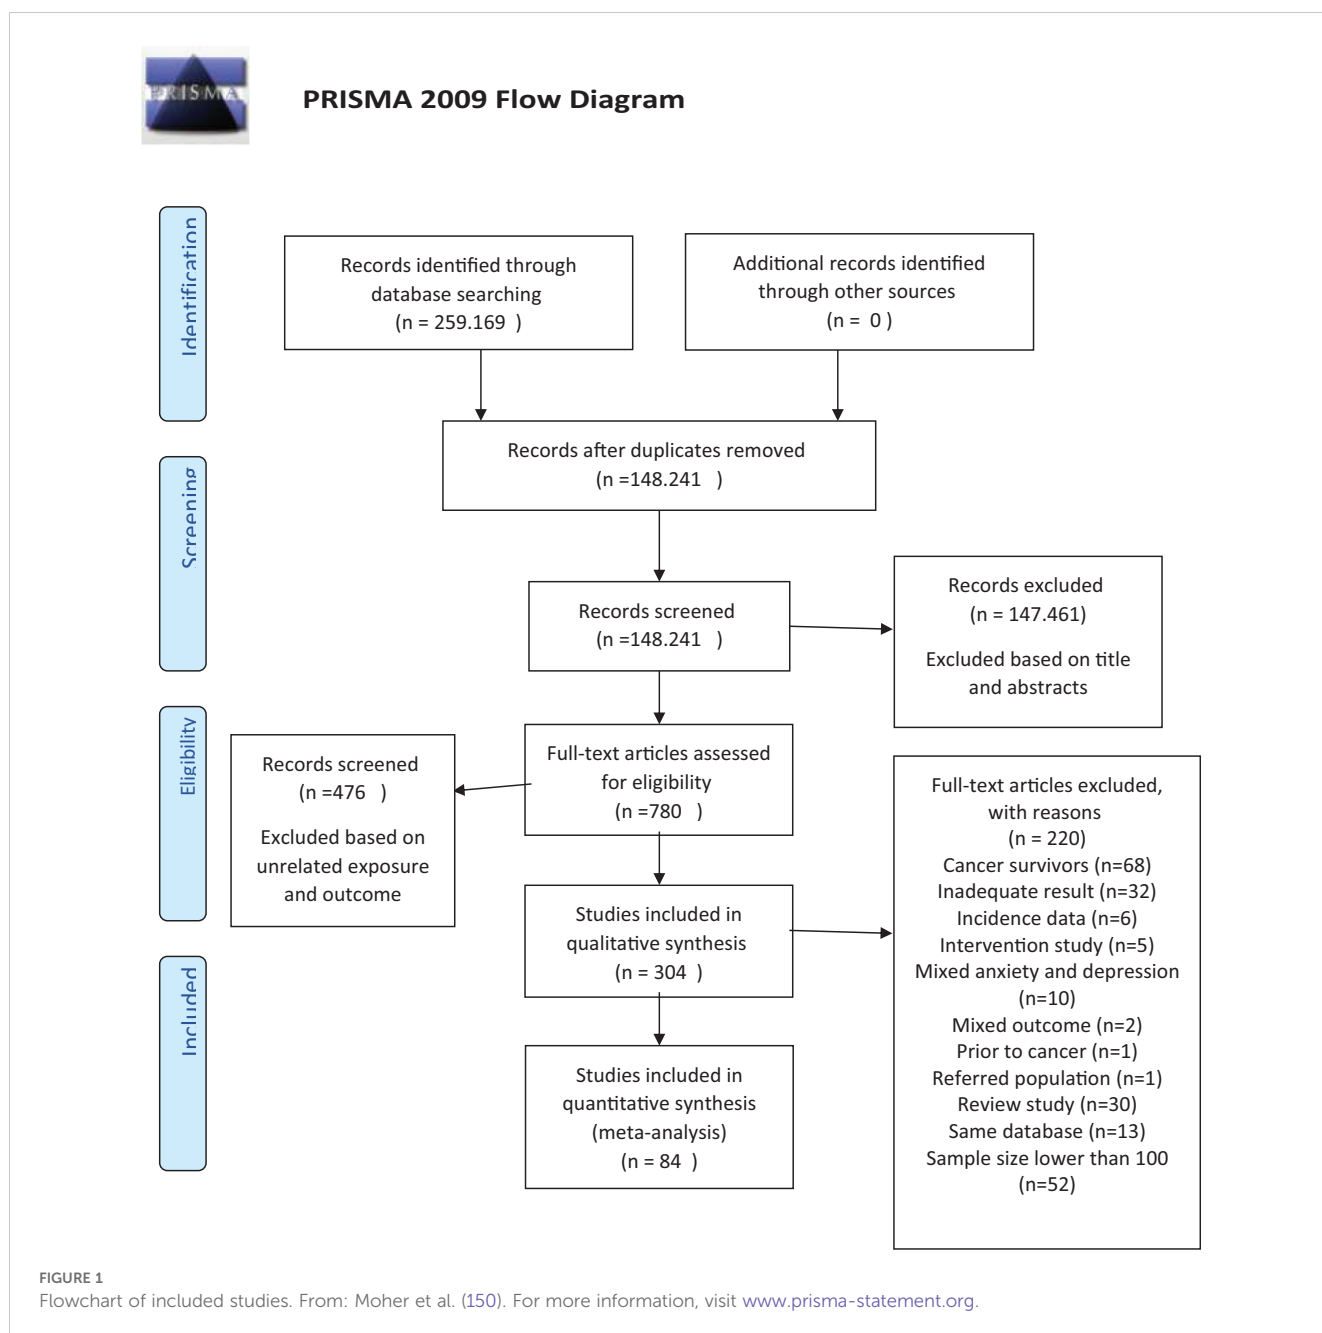 PRISMA
PRISMA 2009 Flow Diagram
Identification
Records identified through
database searching
(n = 259.169 )
Additional records identified
through other sources
(n = 0 )
Records after duplicates removed
(n =148.241 )
Screening
Records screened
(n =148.241 )
Records excluded
(n = 147.461)
Excluded based on title
and abstracts
Eligibility
Full-text articles assessed
for eligibility
(n =780 )
Records screened
(n =476 )
Excluded based on
unrelated exposure
and outcome
Full-text articles excluded,
with reasons
(n = 220)
Cancer survivors (n=68)
Inadequate result (n=32)
Incidence data (n=6)
Intervention study (n=5)
Mixed anxiety and depression
(n=10)
Mixed outcome (n=2)
Prior to cancer (n=1)
Referred population (n=1)
Review study (n=30)
Same database (n=13)
Sample size lower than 100
(n=52)
Studies included in
qualitative synthesis
(n = 304 )
Included
Studies included in
quantitative synthesis
(meta-analysis)
(n = 84 )
FIGURE 1
Flowchart of included studies. From: Moher et al. (150). For more information, visit www.prisma-statement.org.